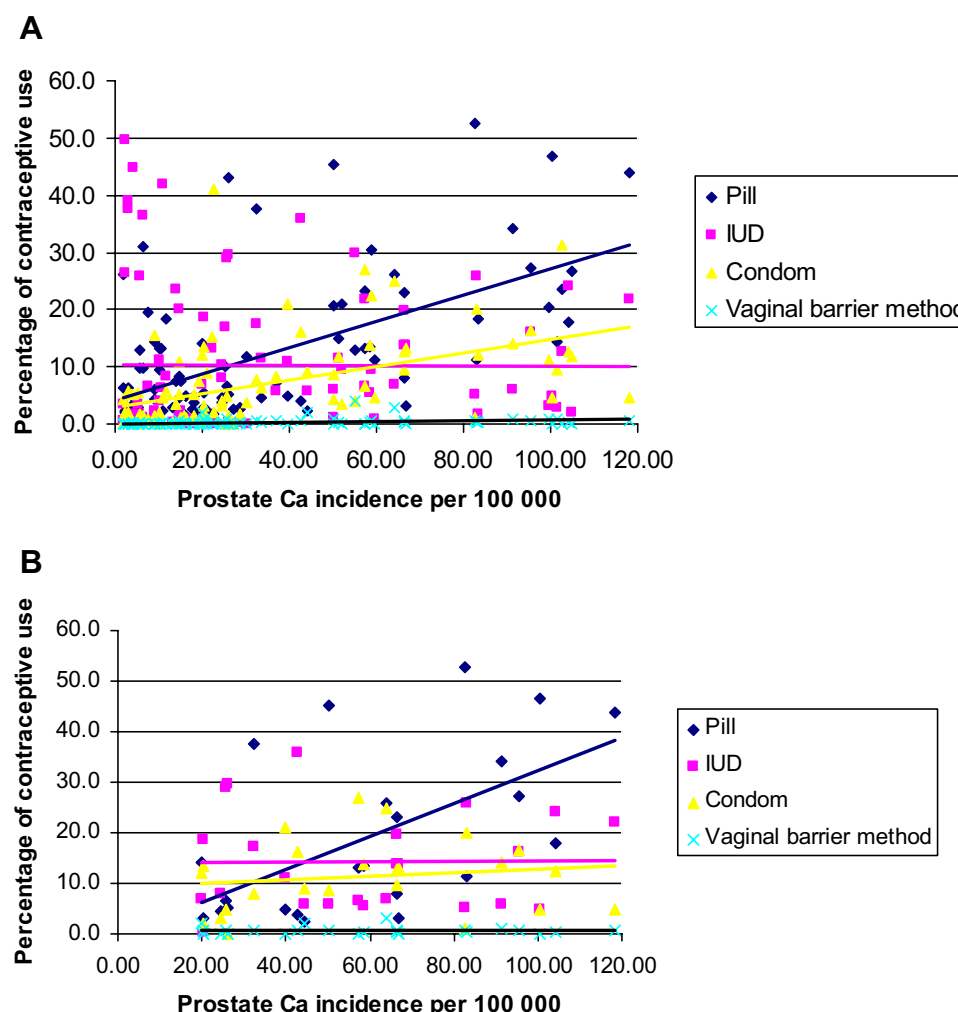 A
Percentage of contraceptive use
60.0
50.0
40.0
30.0
20.0
10.0
0.0
0.00 20.00 40.00 60.00 80.00 100.00 120.00
Prostate Ca incidence per 100 000
Pill
IUD
Condom
Vaginal barrier method
B
Percentage of contraceptive use
60.0
50.0
40.0
30.0
20.0
10.0
0.0
0.00 20.00 40.00 60.00 80.00 100.00 120.00
Prostate Ca incidence per 100 000
Pill
IUD
Condom
Vaginal barrier method